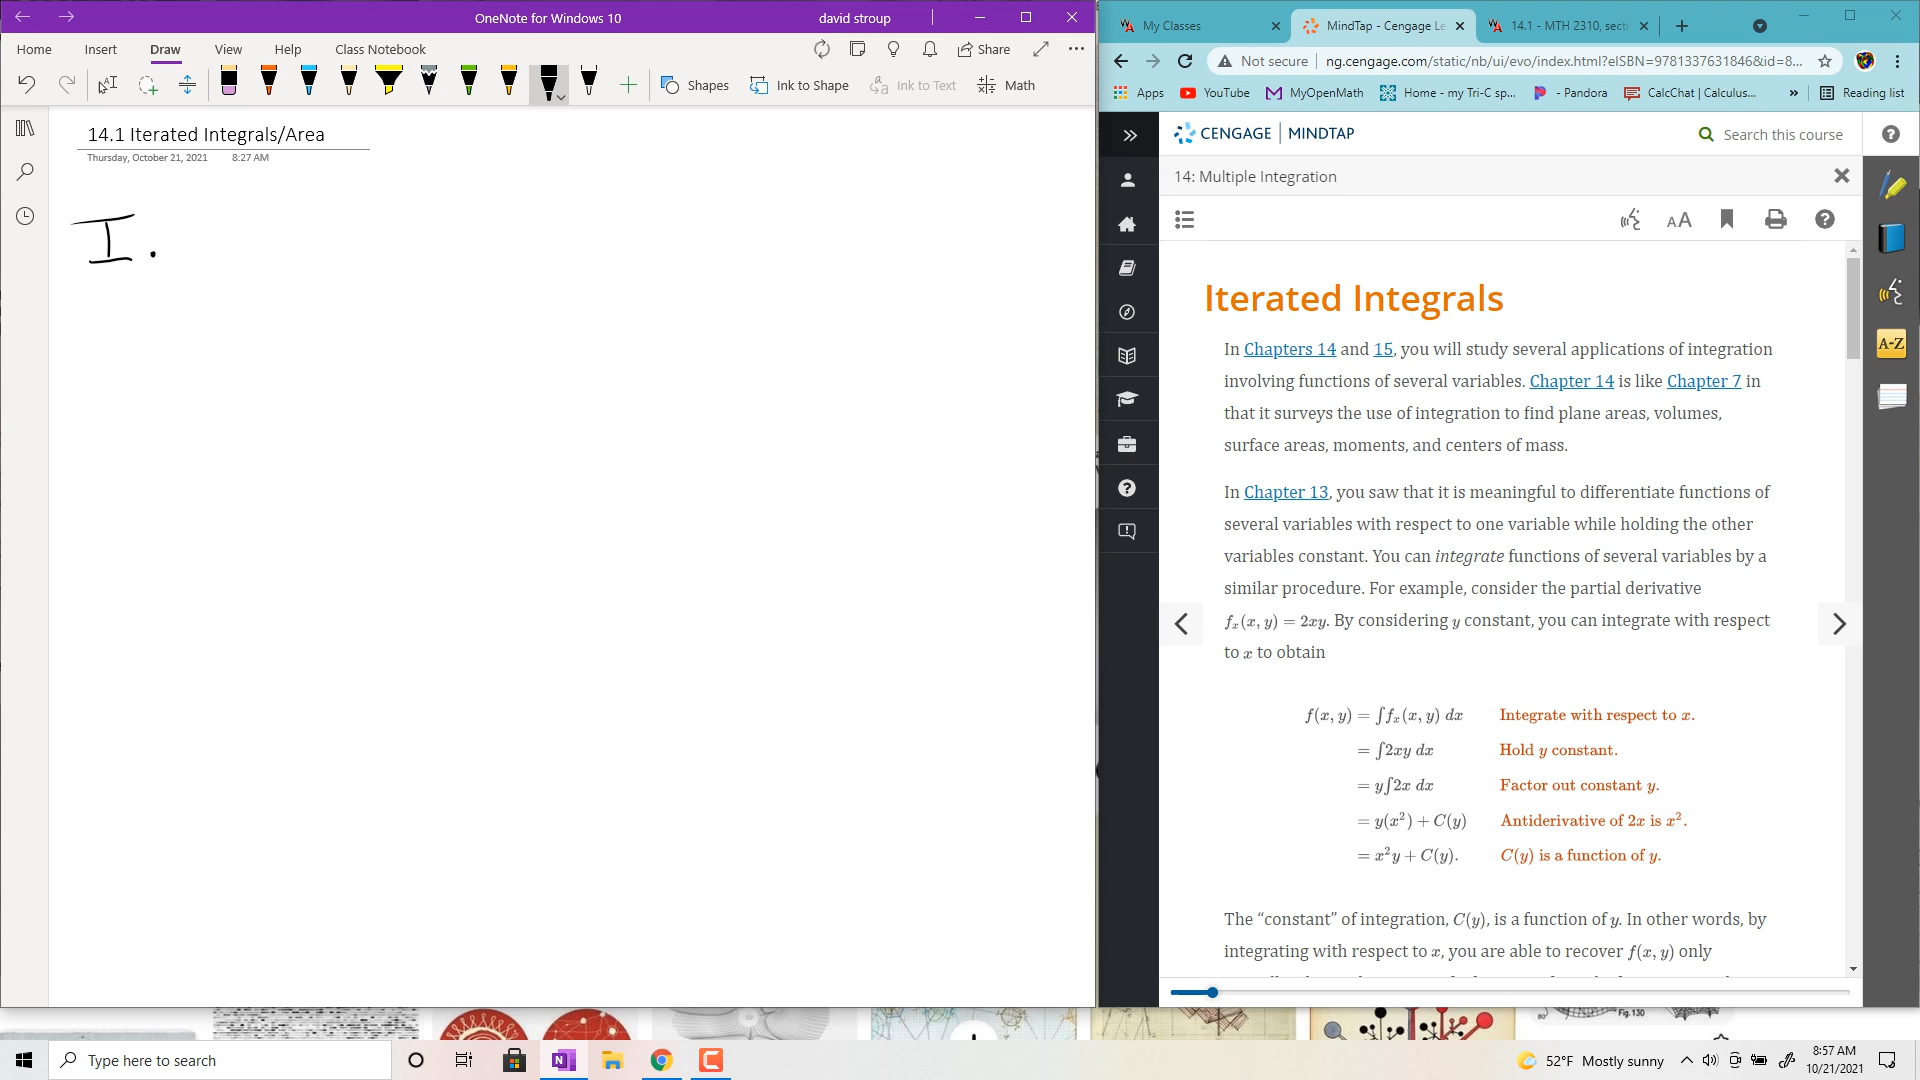 OneNote for Windows 10
david stroup
Home Insert Draw View Help Class Notebook
Share
Shapes Ink to Shape Ink to Text Math
14.1 Iterated Integrals/Area
Thursday, October 21, 2021 8:27 AM
I.
My Classes
MindTap - Cengage Le
14.1 - MTH 2310, secti
Not secure ng.cengage.com/static/nb/ui/evo/index.html?eISBN=9781337631846&id=8...
Apps YouTube MyOpenMath Home - my Tri-C sp... - Pandora CalcChat | Calculus... » Reading list
CENGAGE | MINDTAP
Search this course
14: Multiple Integration
AA
A-Z
Iterated Integrals
In Chapters 14 and 15, you will study several applications of integration
involving functions of several variables. Chapter 14 is like Chapter 7 in
that it surveys the use of integration to find plane areas, volumes,
surface areas, moments, and centers of mass.
In Chapter 13, you saw that it is meaningful to differentiate functions of
several variables with respect to one variable while holding the other
variables constant. You can integrate functions of several variables by a
similar procedure. For example, consider the partial derivative
fₓ(x, y) = 2xy. By considering y constant, you can integrate with respect
to x to obtain
f(x, y) = ∫fₓ(x, y) dx Integrate with respect to x.
= ∫2xy dx Hold y constant.
= y∫2x dx Factor out constant y.
= y(x²) + C(y) Antiderivative of 2x is x².
= x²y + C(y). C(y) is a function of y.
The “constant” of integration, C(y), is a function of y. In other words, by
integrating with respect to x, you are able to recover f(x, y) only
Fig.130
Type here to search
52°F Mostly sunny
8:57 AM
10/21/2021